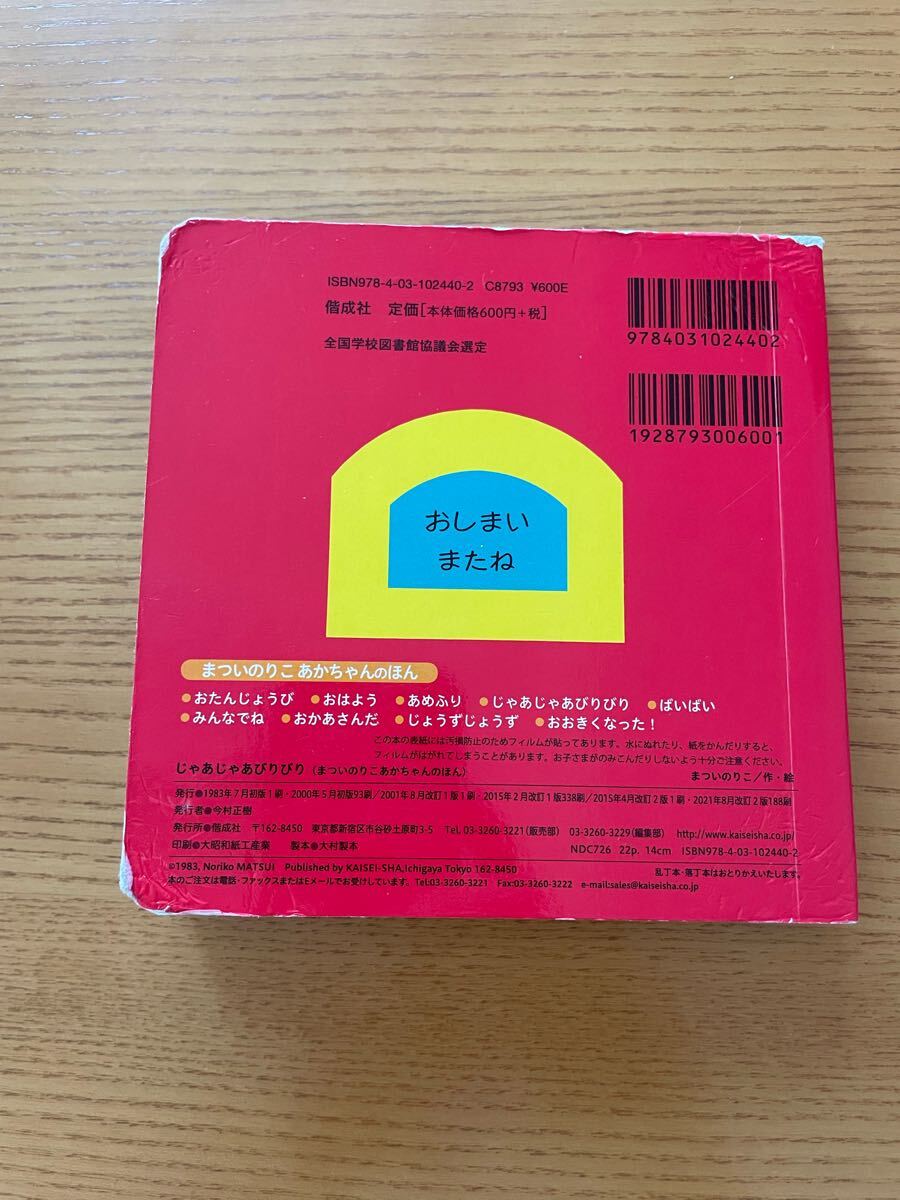 ISBN978-4-03-102440-2 C8793 ¥600E
偕成社 定価[本体価格600円+税]
全国学校図書館協議会選定
9784031024402
1928793006001
おしまい
またね
まついのりこ あかちゃんのほん
●おたんじょうび ●おはよう ●あめふり ●じゃあじゃあびりびり ●ばいばい
●みんなでね ●おかあさんだ ●じょうずじょうず ●おおきくなった!
この本の表紙には汚損防止のためフィルムが貼ってあります。水にぬれたり、紙をかんだりすると、
フィルムがはがれてしまうことがあります。お子さまがのみこんだりしないよう十分ご注意ください。
じゃあじゃあびりびり(まついのりこあかちゃんのほん) まついのりこ/作・絵
発行●1983年7月初版1刷・2000年5月初版93刷/2001年8月改訂1版1刷・2015年2月改訂1版338刷/2015年4月改訂2版1刷・2021年8月改訂2版188刷
発行者●今村正樹
発行所●偕成社 〒162-8450 東京都新宿区市谷砂土原町3-5 Tel.03-3260-3221(販売部) 03-3260-3229(編集部) http://www.kaiseisha.co.jp/
印刷●大昭和紙工産業 製本●大村製本 NDC726 22p. 14cm ISBN978-4-03-102440-2
©1983, Noriko MATSUI Published by KAISEI-SHA,Ichigaya Tokyo 162-8450 乱丁本・落丁本はおとりかえいたします。
本のご注文は電話・ファックスまたはEメールでお受けしています。Tel:03-3260-3221 Fax:03-3260-3222 e-mail:sales@kaiseisha.co.jp